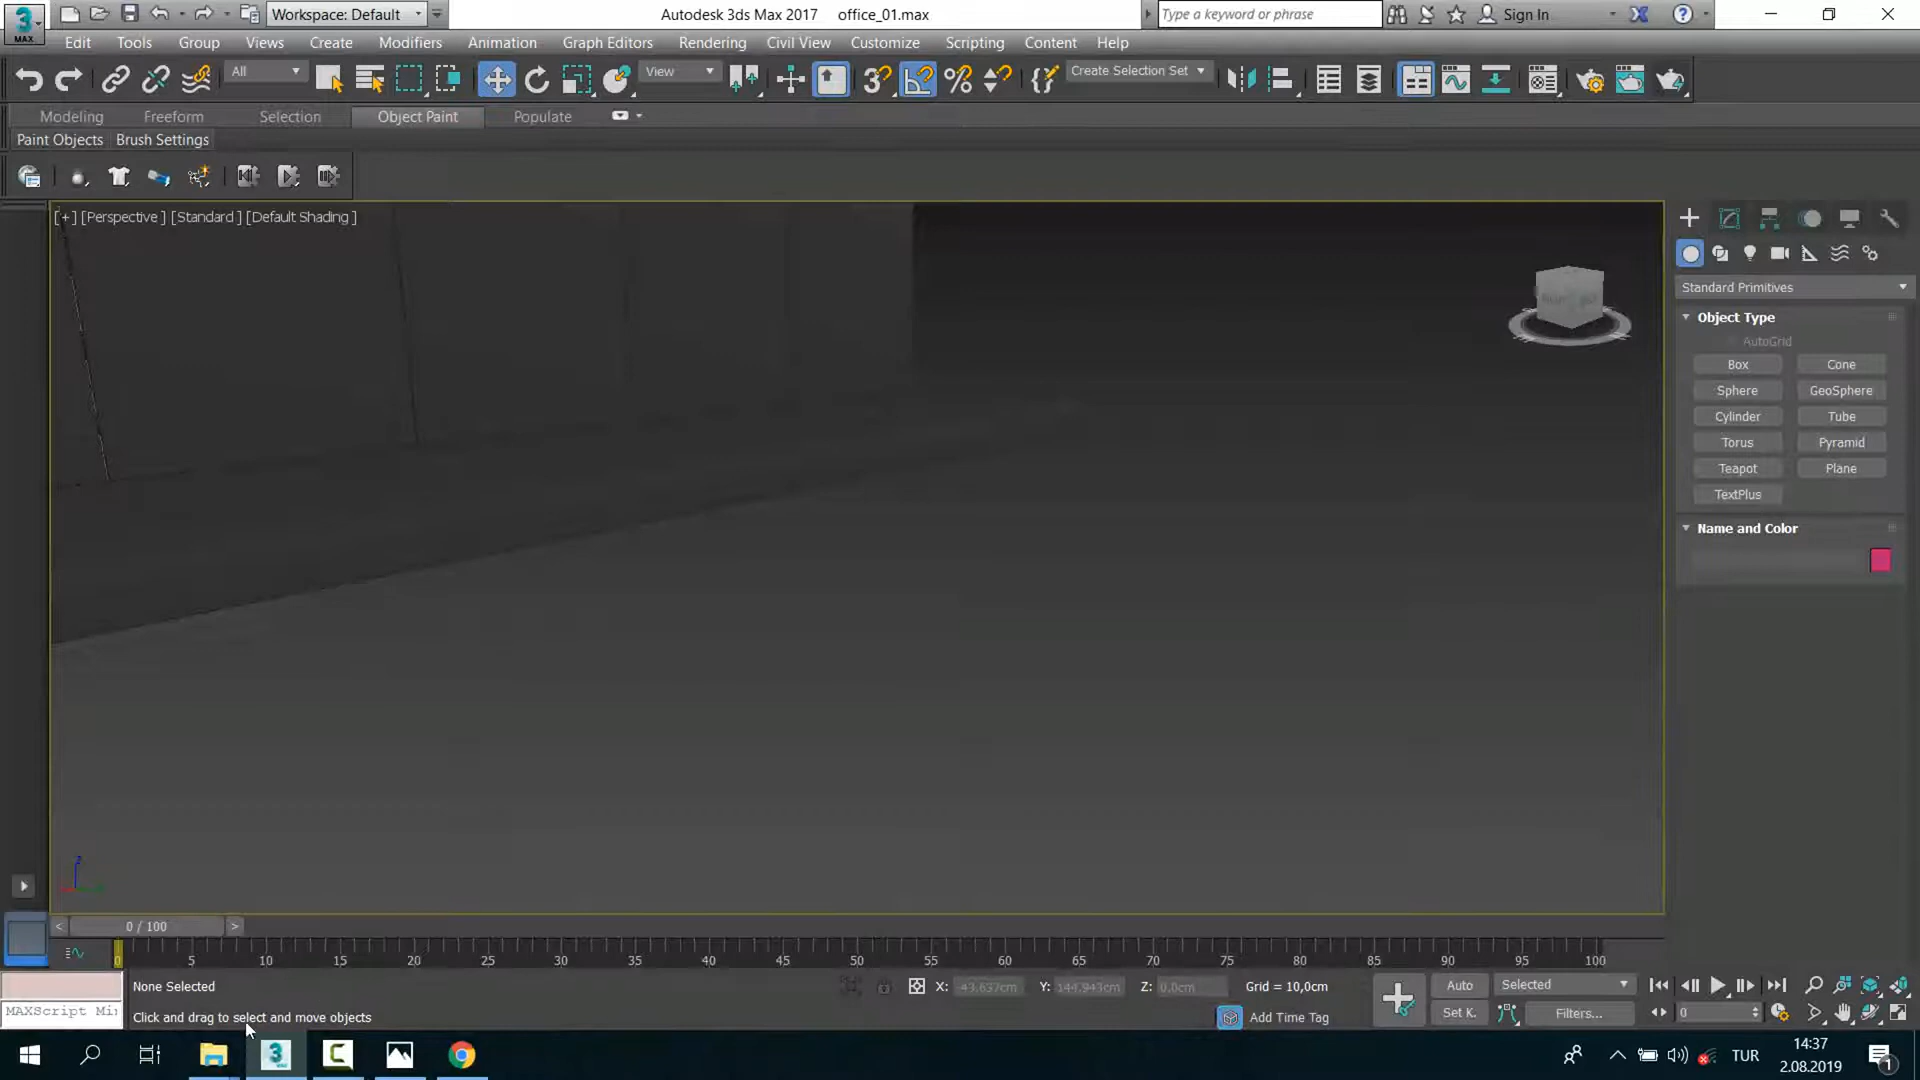 MAX
Workspace: Default
Autodesk 3ds Max 2017 office_01.max
Type a keyword or phrase
Sign In
Edit Tools Group Views Create Modifiers Animation Graph Editors Rendering Civil View Customize Scripting Content Help
All
View
Create Selection Set
Modeling Freeform Selection Object Paint Populate
Paint Objects Brush Settings
[+] [Perspective ] [Standard ] [Default Shading ]
Standard Primitives
Object Type
AutoGrid
Box Cone
Sphere GeoSphere
Cylinder Tube
Torus Pyramid
Teapot Plane
TextPlus
Name and Color
z
< 0 / 100 >
0 5 10 15 20 25 30 35 40 45 50 55 60 65 70 75 80 85 90 95 100
None Selected
X: -43,637cm Y: 144,943cm Z: 0,0cm Grid = 10,0cm
Auto Selected
MAXScript Mi
Click and drag to select and move objects
Add Time Tag
Set K. Filters... 0
TUR
14:37
2.08.2019
1